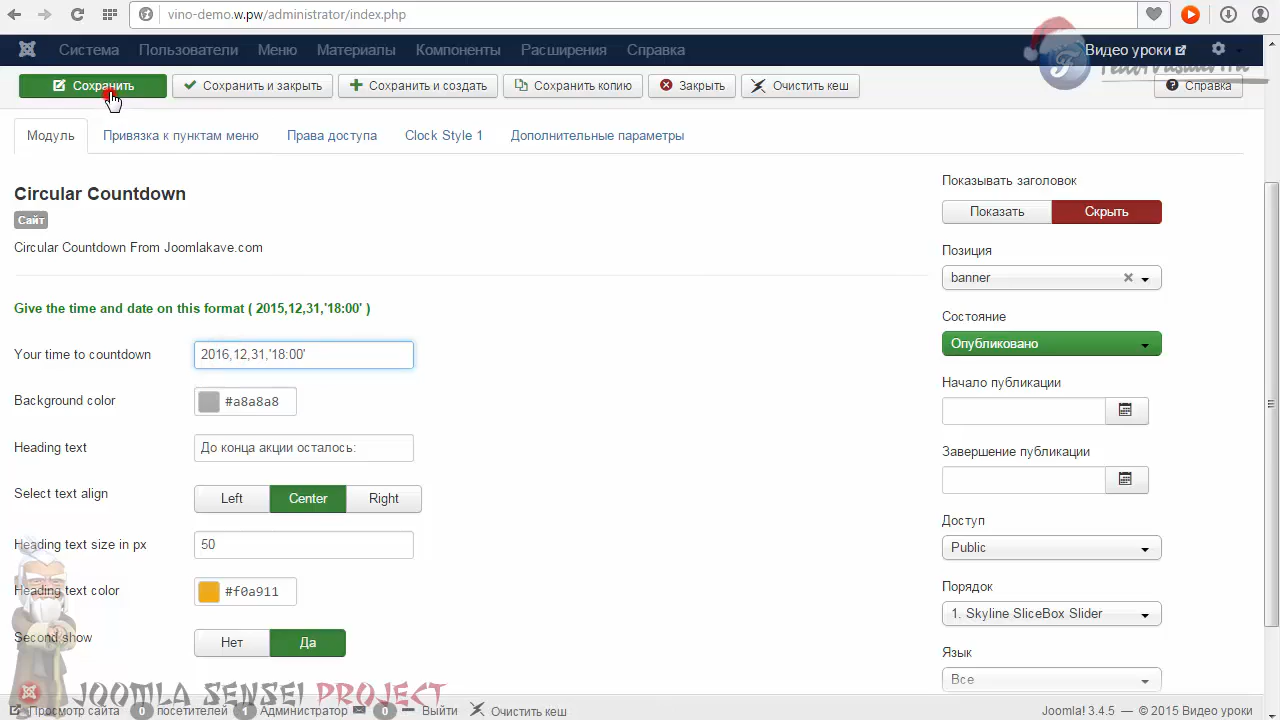 vino-demo.w.pw/administrator/index.php
Система Пользователи Меню Материалы Компоненты Расширения Справка Видео уроки
Сохранить Сохранить и закрыть Сохранить и создать Сохранить копию Закрыть Очистить кеш Справка
Модуль Привязка к пунктам меню Права доступа Clock Style 1 Дополнительные параметры
Circular Countdown
Сайт
Circular Countdown From Joomlakave.com
Give the time and date on this format ( 2015,12,31,'18:00' )
Your time to countdown 2016,12,31,'18:00'
Background color #a8a8a8
Heading text До конца акции осталось:
Select text align Left Center Right
Heading text size in px 50
Heading text color #f0a911
Second show Нет Да
Показывать заголовок
Показать Скрыть
Позиция
banner
Состояние
Опубликовано
Начало публикации
Завершение публикации
Доступ
Public
Порядок
1. Skyline SliceBox Slider
Язык
Все
JOOMLA SENSEI PROJECT
Просмотр сайта 0 посетителей 1 Администратор 0 Выйти Очистить кеш Joomla! 3.4.5 — © 2015 Видео уроки